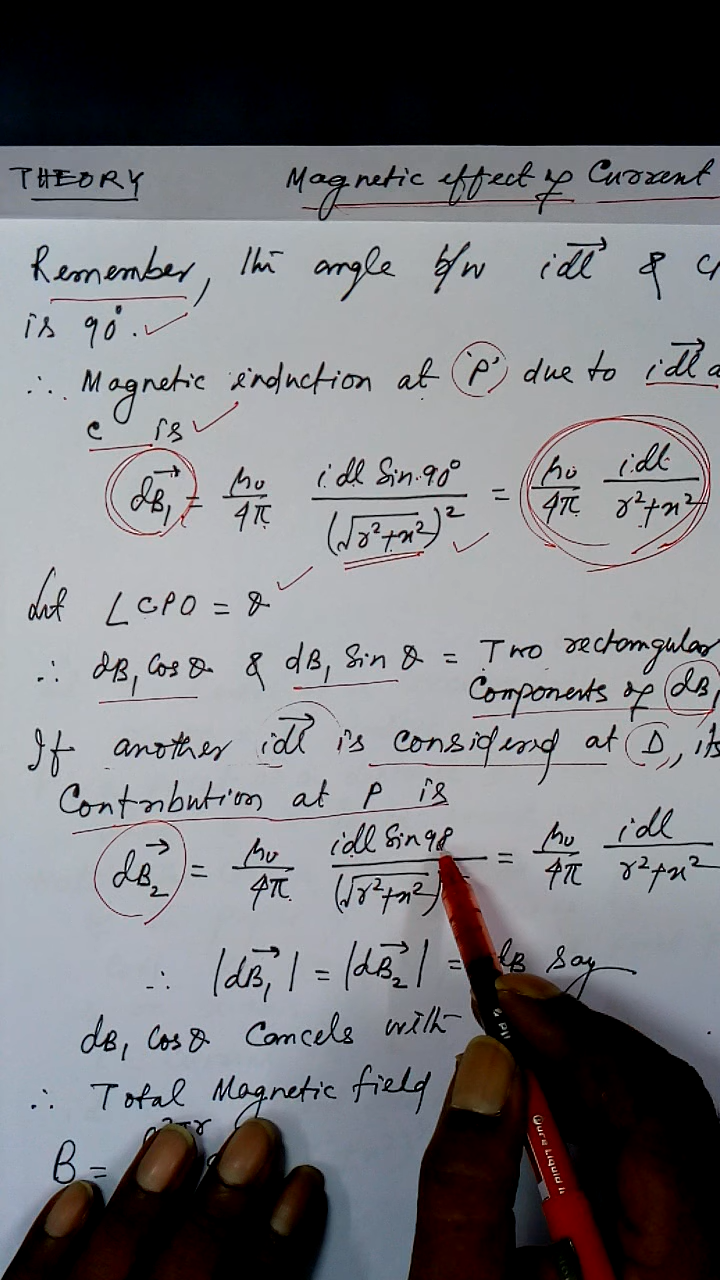 THEORY Magnetic effect of Current
Remember, the angle b/w idl⃗ &
is 90°.
∴ Magnetic induction at 'P' due to idl⃗
c is
dB₁⃗ = μ₀/4π idl Sin 90°/(√r²+x²)² = μ₀/4π idl/r²+x²
Let ∠CPO = θ
∴ dB₁ Cos θ & dB₁ Sin θ = Two rectangular
Components of dB₁
If another idl⃗ is considered at D, its
Contribution at P is
dB₂⃗ = μ₀/4π idl Sin 90/(√r²+x²) = μ₀/4π idl/r²+x²
∴ |dB₁⃗| = |dB₂⃗| = dB say
dB₁ Cos θ Cancels with
∴ Total Magnetic field
B =
Pure Liquid